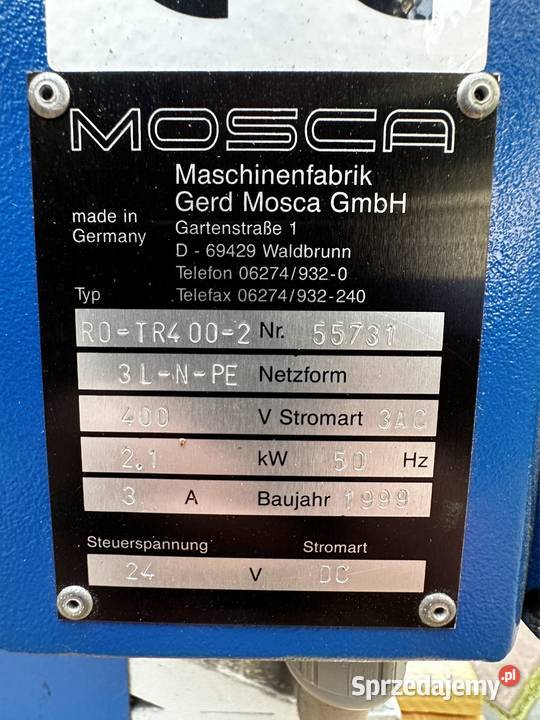 MOSCA
Maschinenfabrik
Gerd Mosca GmbH
made in
Germany
Gartenstraße 1
D - 69429 Waldbrunn
Telefon 06274/932-0
Typ
Telefax 06274/932-240
RO-TR400-2 Nr. 55731
3L-N-PE Netzform
400 V Stromart 3AC
2.1 kW 50 Hz
3 A Baujahr 1999
Steuerspannung Stromart
24 V DC
Sprzedajemy.pl